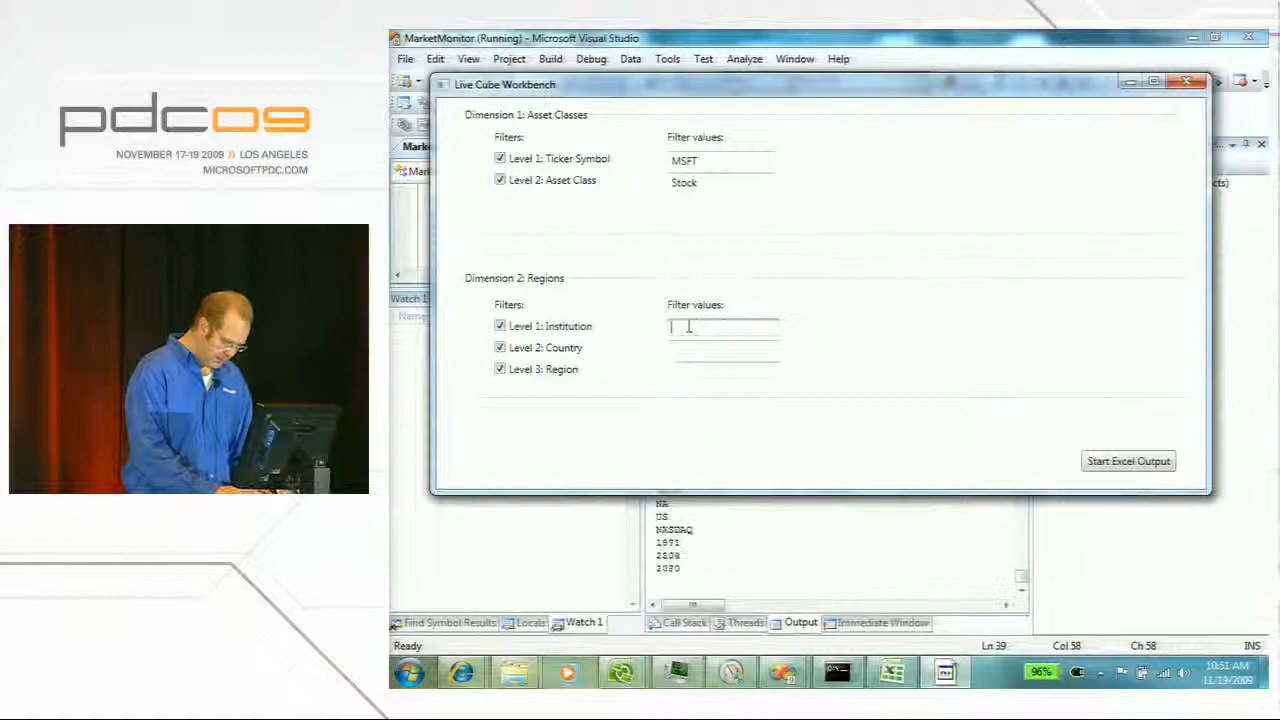 pdc09
NOVEMBER 17-19 2009 » LOS ANGELES
MICROSOFTPDC.COM
MarketMonitor (Running) - Microsoft Visual Studio
File Edit View Project Build Debug Data Tools Test Analyze Window Help
Live Cube Workbench
Dimension 1: Asset Classes
Filters: Filter values:
Level 1: Ticker Symbol MSFT
Level 2: Asset Class Stock
Dimension 2: Regions
Filters: Filter values:
Level 1: Institution
Level 2: Country
Level 3: Region
Start Excel Output
Watch 1
NA
US
NXSDAQ
Find Symbol Results Locals Watch 1 Call Stack Threads Output Immediate Window
Ready Ln 39 Col 58 Ch 58 INS
96% 10:51 AM
11/19/2009